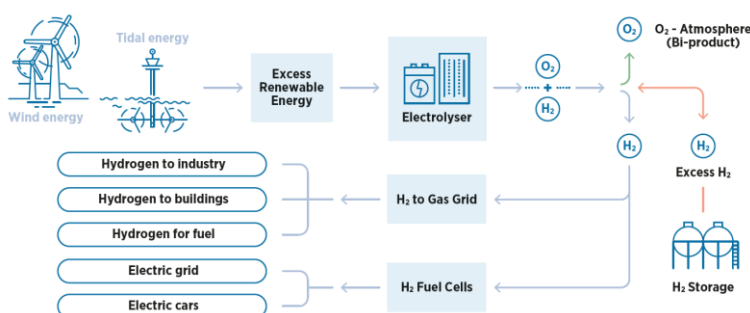 Tidal energy
Wind energy
Excess
Renewable
Energy
Electrolyser
O₂
+
H₂
O₂
O₂ - Atmosphere
(Bi-product)
H₂
H₂
Excess H₂
H₂ Storage
Hydrogen to industry
Hydrogen to buildings
Hydrogen for fuel
H₂ to Gas Grid
Electric grid
Electric cars
H₂ Fuel Cells